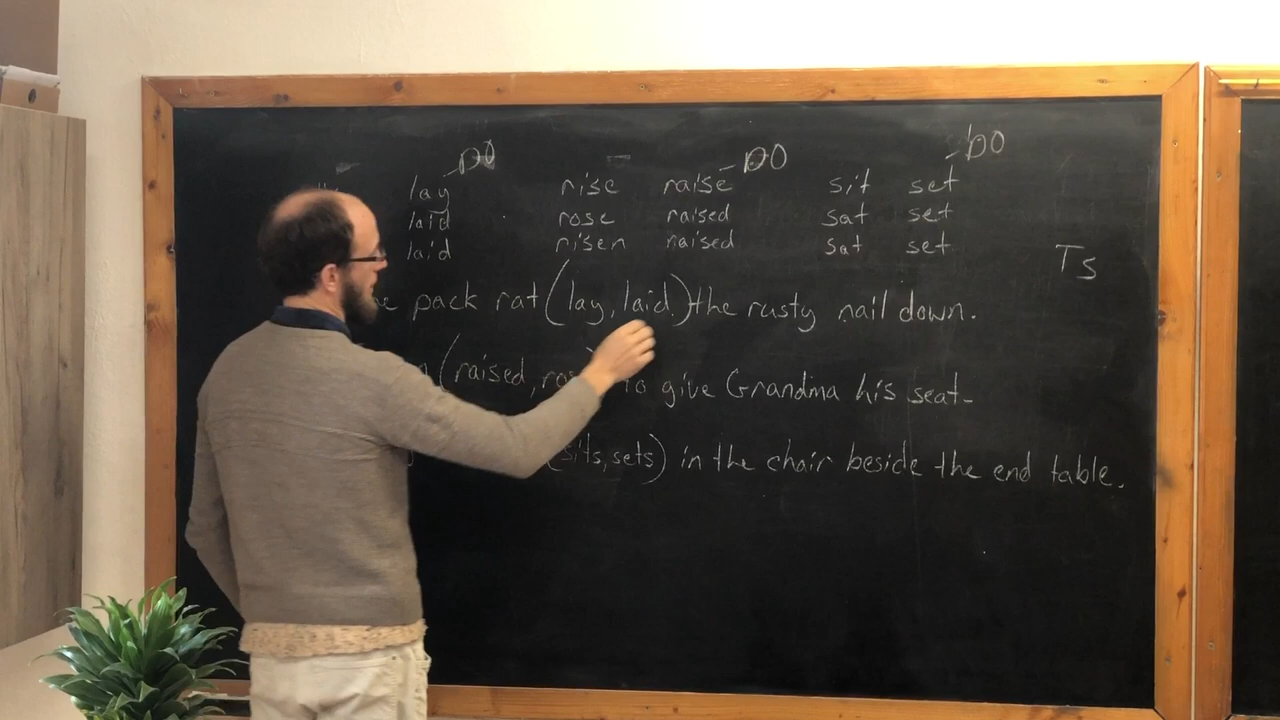 DO DO DO
lay rise raise sit set
laid rose raised sat set
laid risen raised sat set
Ts
pack rat (lay, laid) the rusty nail down.
(raised, to give Grandma his seat.
(sits, sets) in the chair beside the end table.